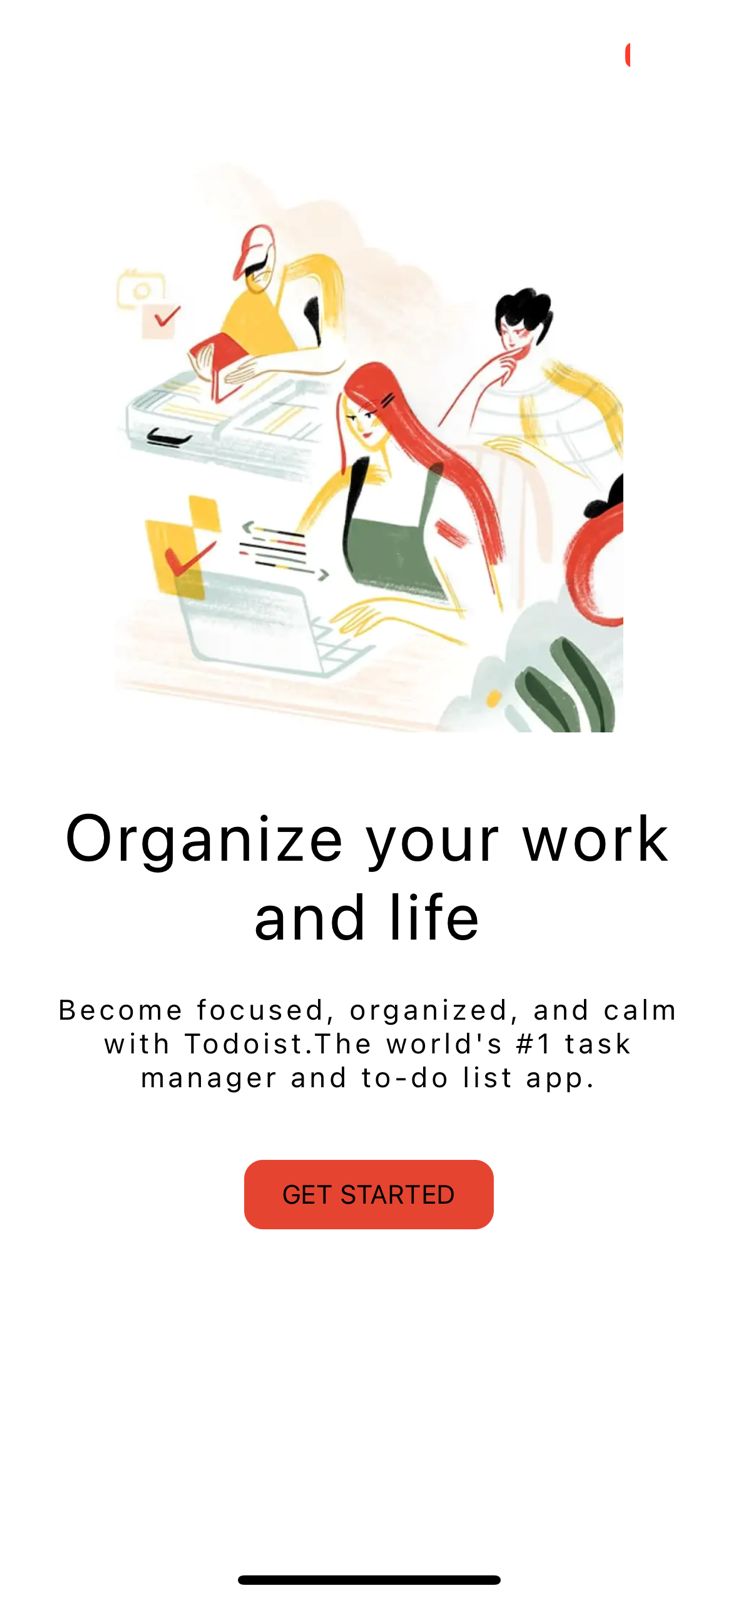 Organize your work
and life
Become focused, organized, and calm
with Todoist.The world's #1 task
manager and to-do list app.
GET STARTED